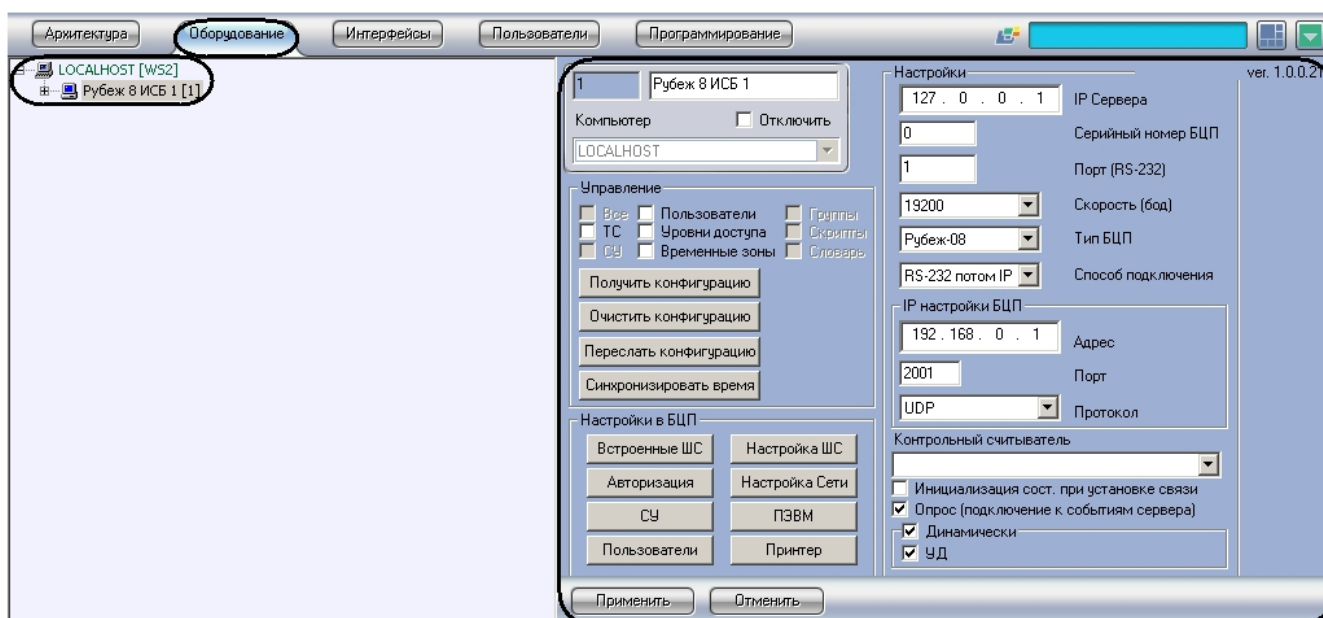 Архитектура Оборудование Интерфейсы Пользователи Программирование
LOCALHOST [WS2]
Рубеж 8 ИСБ 1 [1]
1 Рубеж 8 ИСБ 1
Компьютер Отключить
LOCALHOST
Управление
Все Пользователи Группы
ТС Уровни доступа Скрипты
СУ Временные зоны Словарь
Получить конфигурацию
Очистить конфигурацию
Переслать конфигурацию
Синхронизировать время
Настройки в БЦП
Встроенные ШС Настройка ШС
Авторизация Настройка Сети
СУ ПЭВМ
Пользователи Принтер
Настройки
ver. 1.0.0.21
127 . 0 . 0 . 1 IP Сервера
0 Серийный номер БЦП
1 Порт (RS-232)
19200 Скорость (бод)
Рубеж-08 Тип БЦП
RS-232 потом IP Способ подключения
IP настройки БЦП
192 . 168 . 0 . 1 Адрес
2001 Порт
UDP Протокол
Контрольный считыватель
Инициализация сост. при установке связи
Опрос (подключение к событиям сервера)
Динамически
УД
Применить Отменить